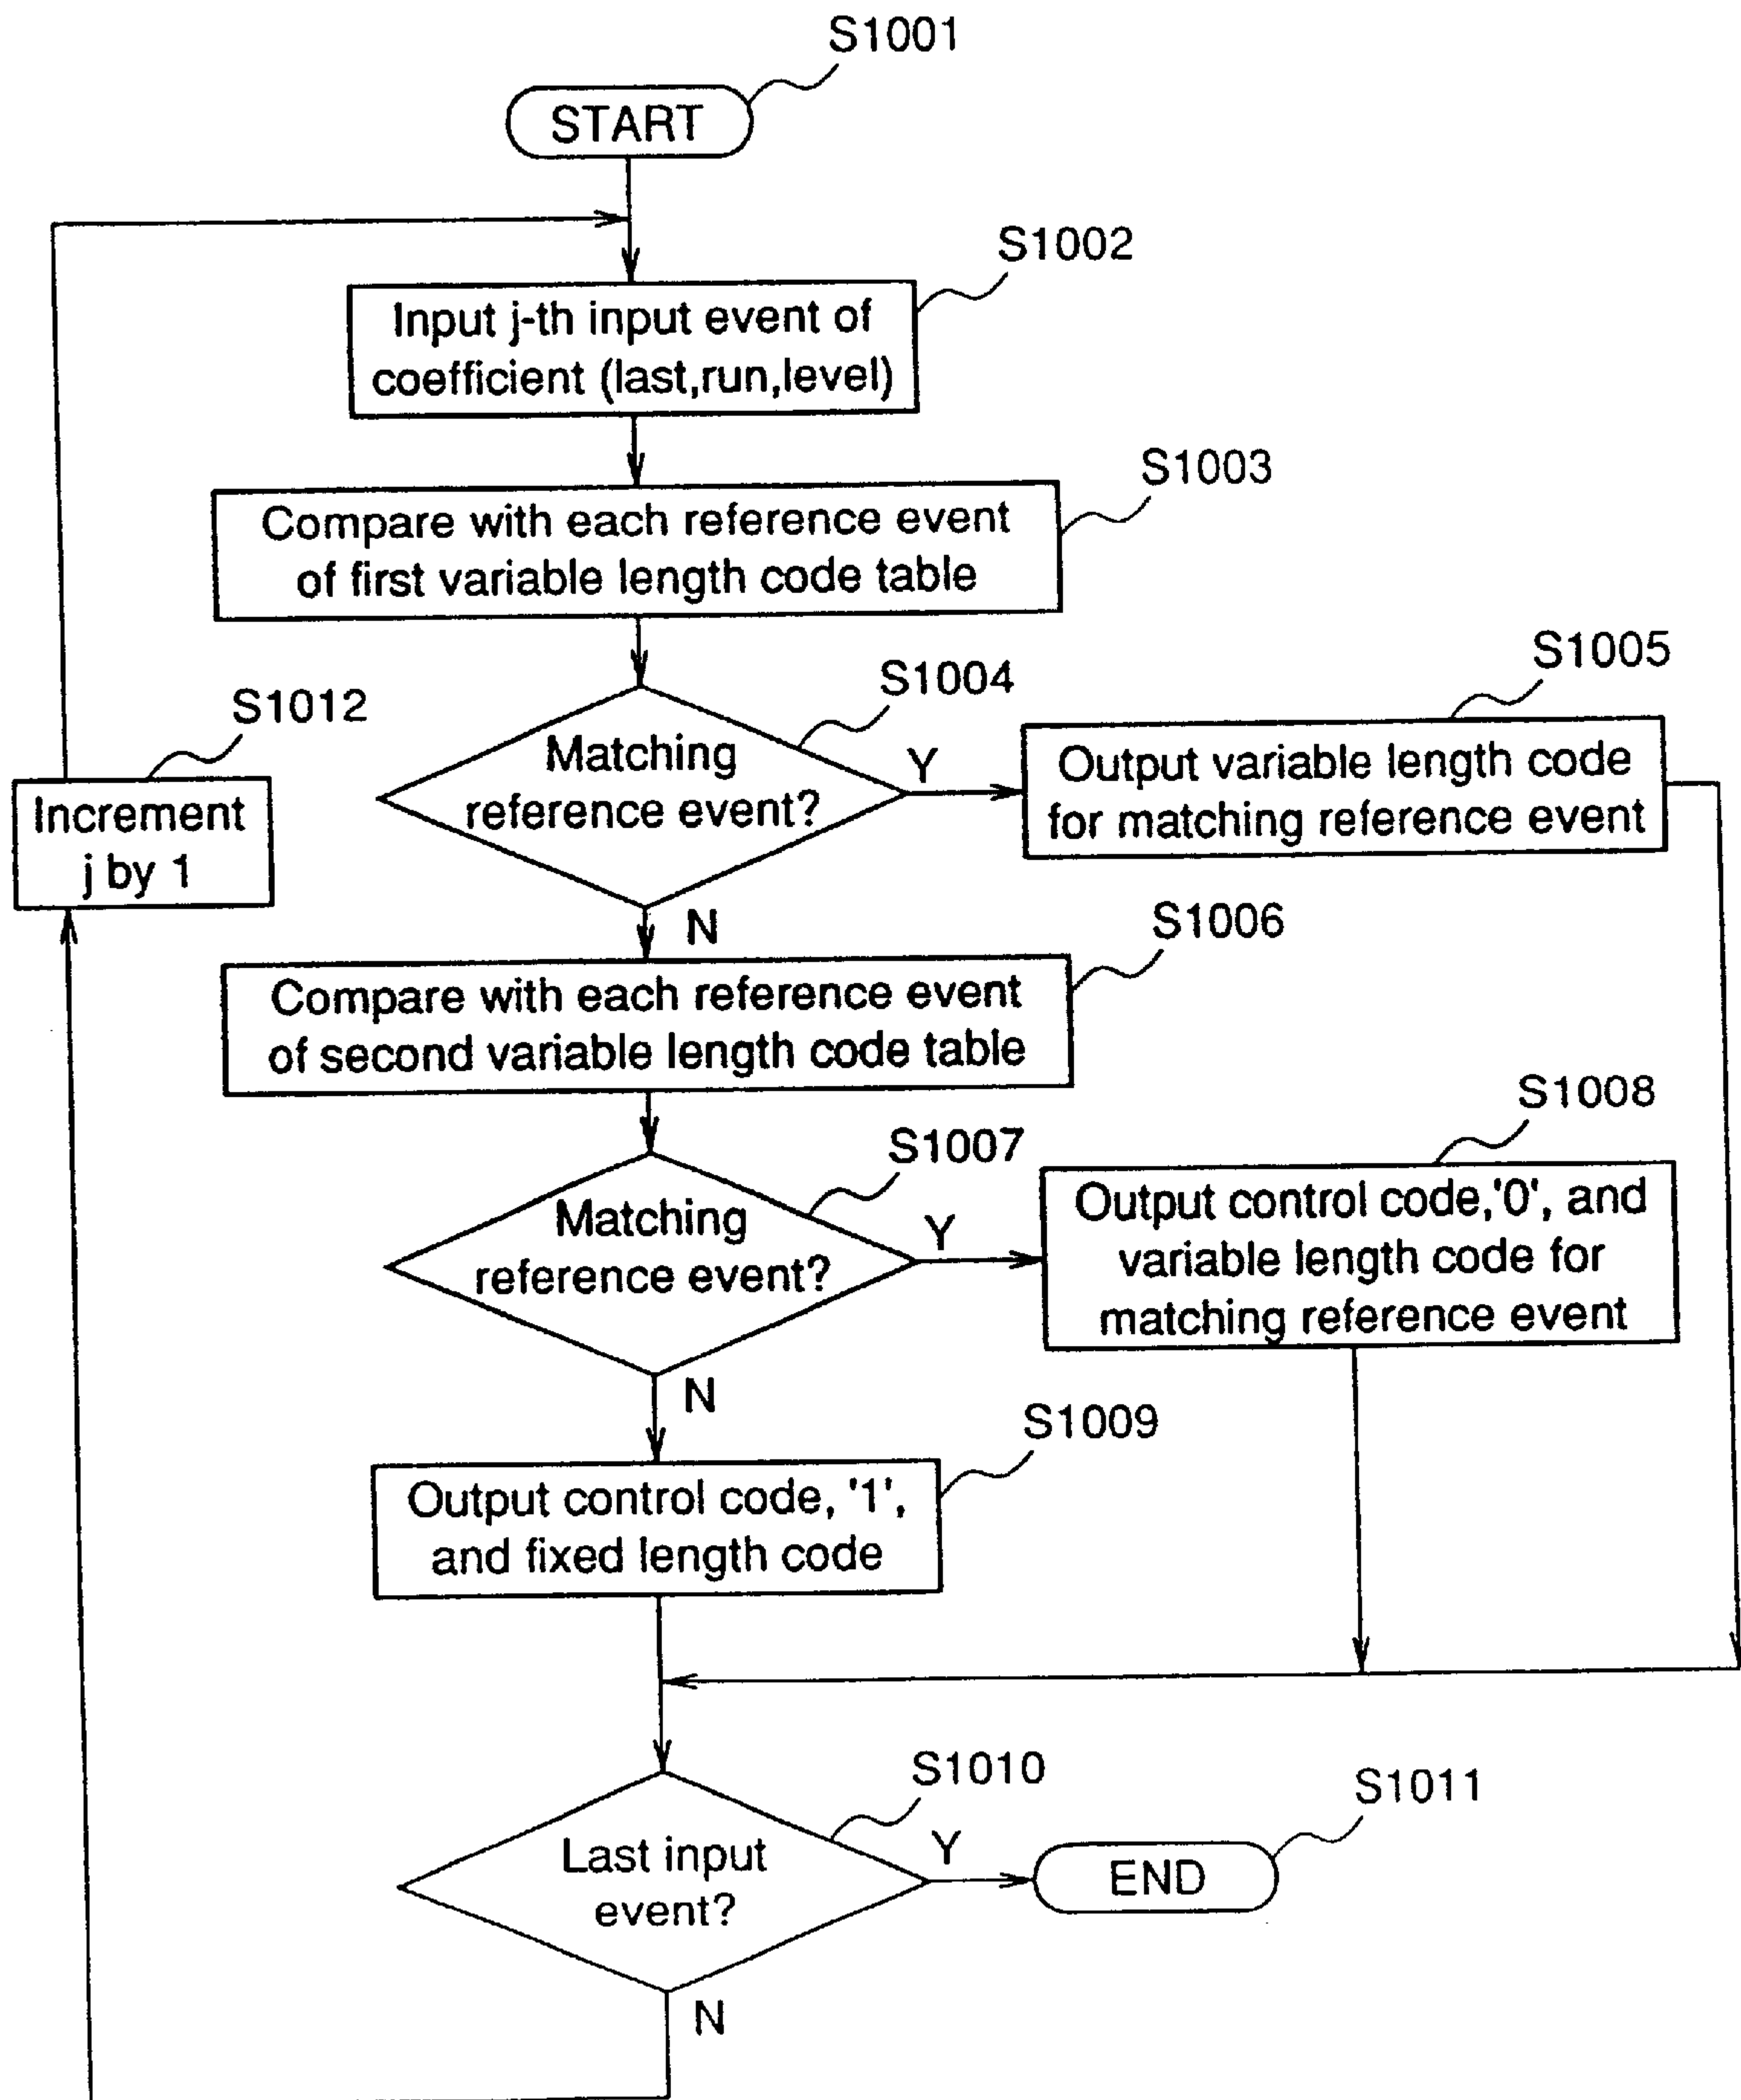 S1001
START
S1002
Input j-th input event of
coefficient (last,run,level)
S1003
Compare with each reference event
of first variable length code table
S1004
Matching
reference event?
Y
N
S1005
Output variable length code
for matching reference event
S1012
Increment
j by 1
S1006
Compare with each reference event
of second variable length code table
S1007
Matching
reference event?
Y
N
S1008
Output control code,'0', and
variable length code for
matching reference event
S1009
Output control code, '1',
and fixed length code
S1010
Last input
event?
Y
N
S1011
END